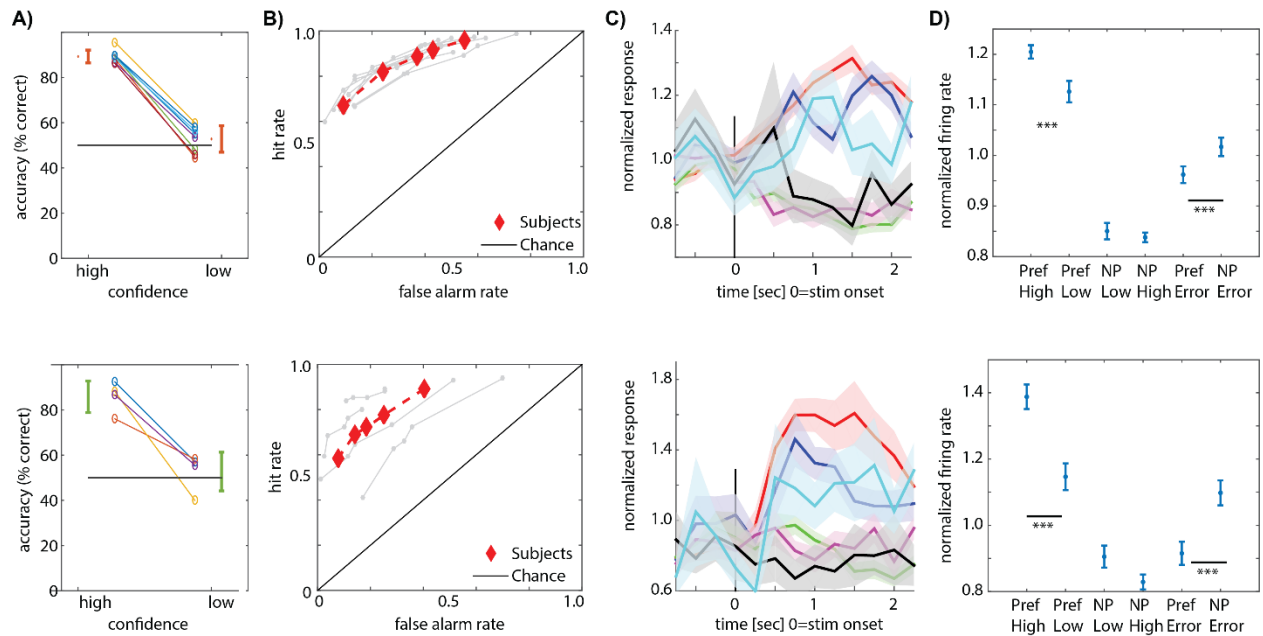 A)
accuracy (% correct)
80
60
40
20
0
high
low
confidence
B)
hit rate
1.0
0.5
0
0
0.5
1.0
Subjects
Chance
false alarm rate
C)
normalized response
1.4
1.2
1.0
0.8
0
1
2
time [sec] 0=stim onset
D)
normalized firing rate
1.2
1.1
1.0
0.9
0.8
***
***
Pref Pref NP NP Pref NP
High Low Low High Error Error
accuracy (% correct)
80
60
40
20
0
high
low
confidence
hit rate
1.0
0.5
0
0
0.5
1.0
Subjects
Chance
false alarm rate
normalized response
1.8
1.4
1.0
0.6
0
1
2
time [sec] 0=stim onset
normalized firing rate
1.4
1.2
1.0
0.8
***
***
Pref Pref NP NP Pref NP
High Low Low High Error Error